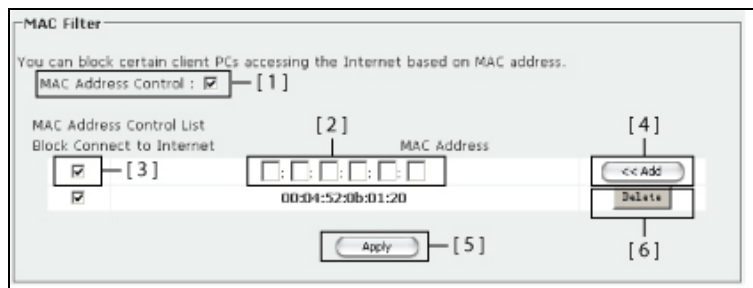 MAC Filter
You can block certain client PCs accessing the Internet based on MAC address.
MAC Address Control : [1]
MAC Address Control List [2] [4]
Block Connect to Internet MAC Address
[3] : : : : : << Add
00:04:52:0b:01:20 Delete
Apply [5] [6]